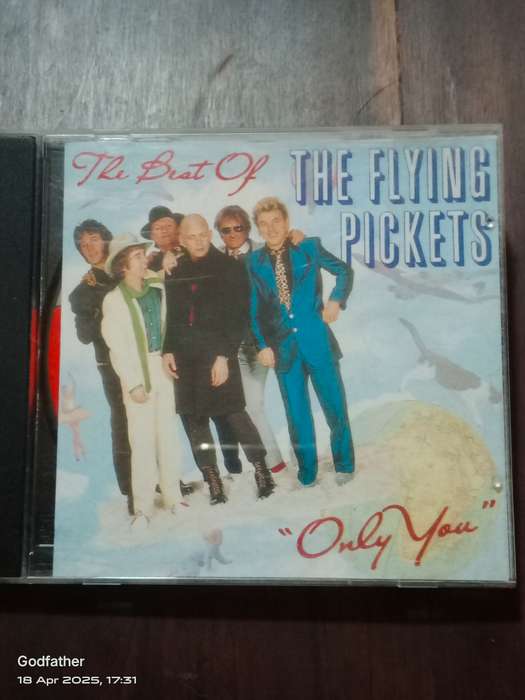 The Best Of
THE FLYING
PICKETS
"Only You"
Godfather
18 Apr 2025, 17:31